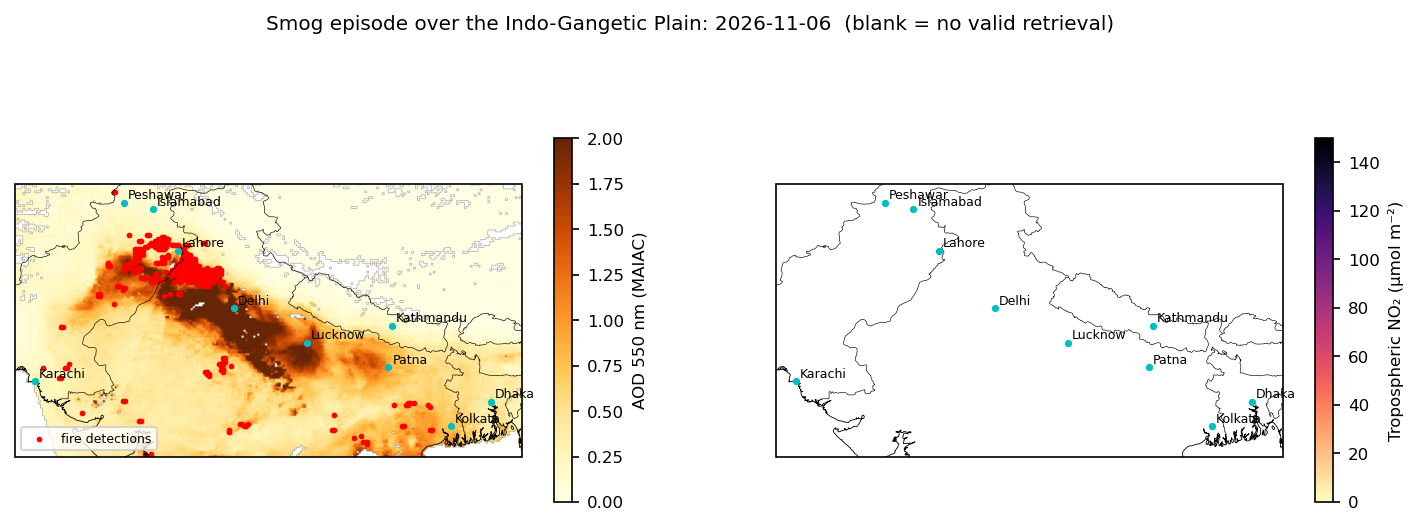 Smog episode over the Indo-Gangetic Plain: 2026-11-06  (blank = no valid retrieval)
Peshawar
Islamabad
Lahore
Delhi
Kathmandu
Lucknow
Patna
Karachi
Dhaka
Kolkata
fire detections
2.00
1.75
1.50
1.25
1.00
0.75
0.50
0.25
0.00
AOD 550 nm (MAIAC)
Peshawar
Islamabad
Lahore
Delhi
Kathmandu
Lucknow
Patna
Karachi
Dhaka
Kolkata
140
120
100
80
60
40
20
0
Tropospheric NO₂ (μmol m⁻²)